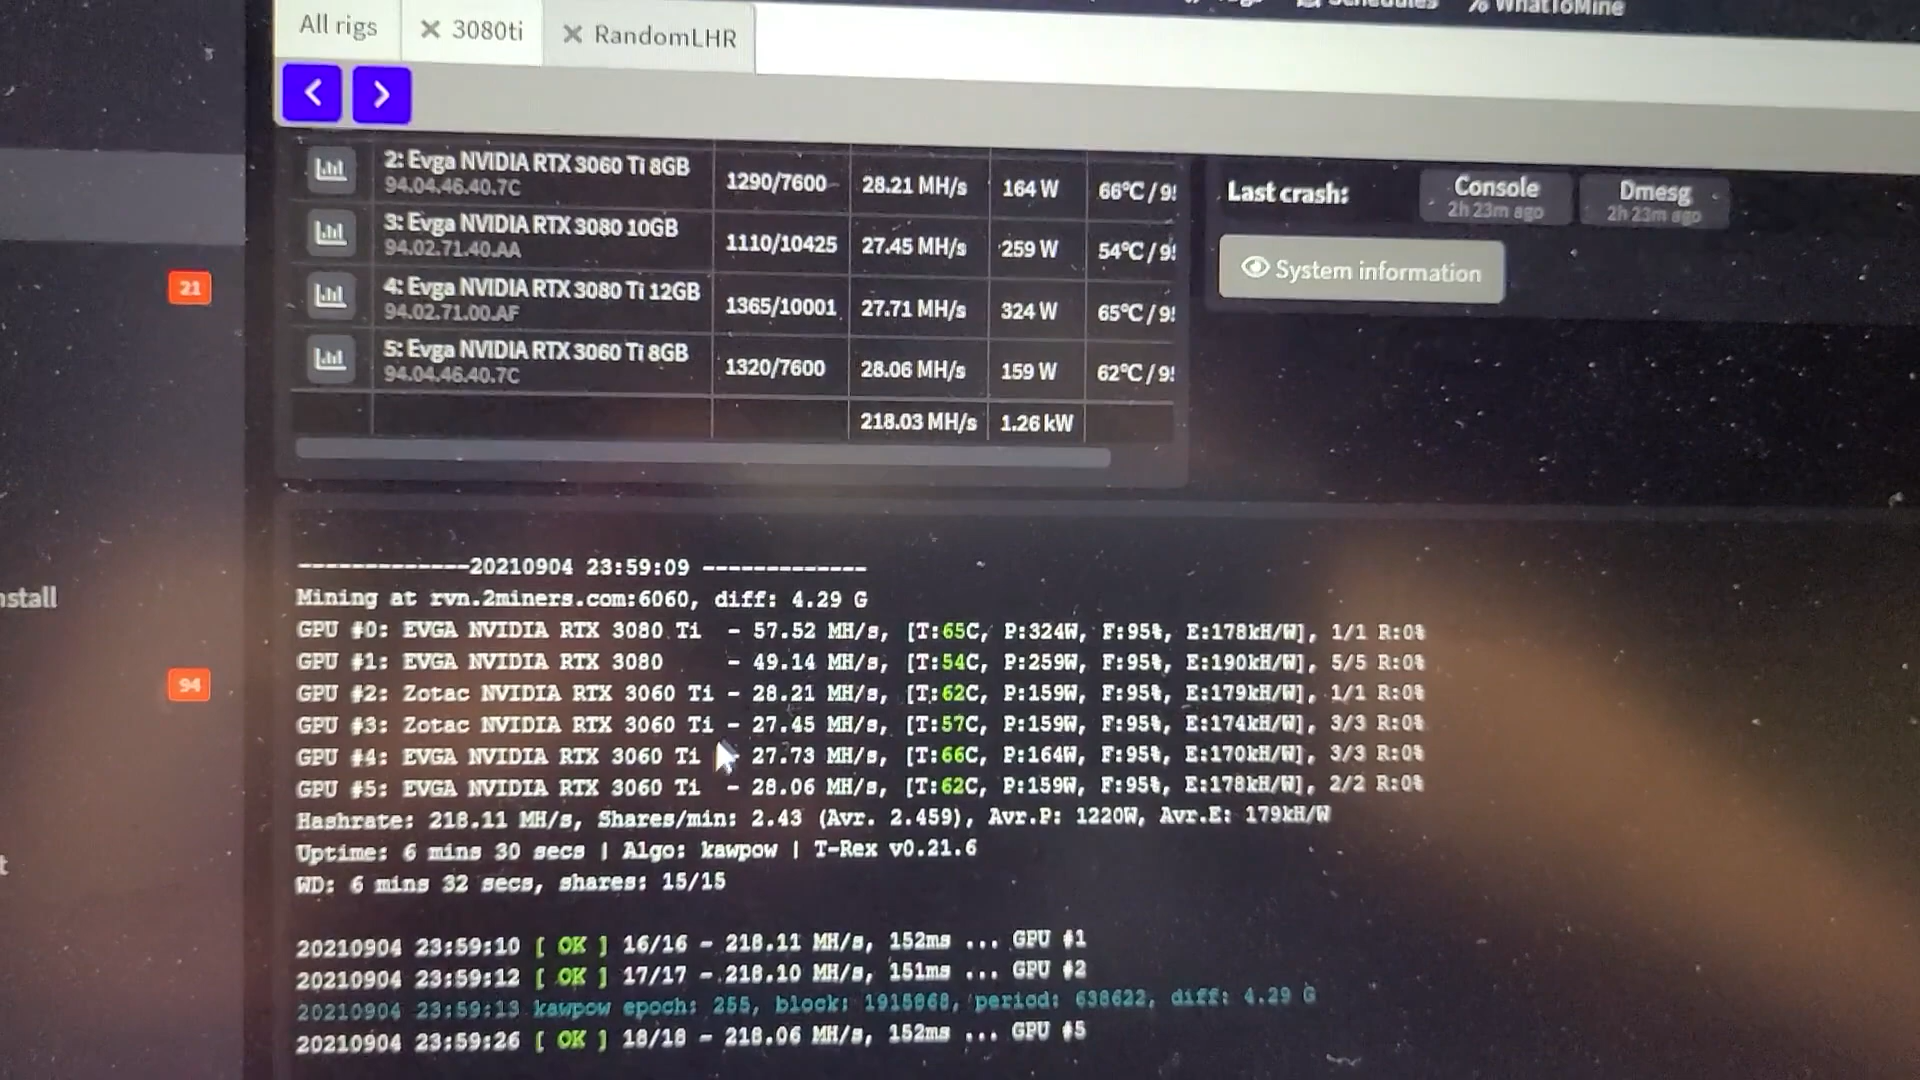 WhatToMine
All rigs
3080ti
RandomLHR
2: Evga NVIDIA RTX 3060 Ti 8GB 1290/7600 28.21 MH/s 164 W 66°C / 9
94.04.46.40.7C
3: Evga NVIDIA RTX 3080 10GB 1110/10425 27.45 MH/s 259 W 54°C / 9
94.02.71.40.AA
4: Evga NVIDIA RTX 3080 Ti 12GB 1365/10001 27.71 MH/s 324 W 65°C / 9
94.02.71.00.AF
5: Evga NVIDIA RTX 3060 Ti 8GB 1320/7600 28.06 MH/s 159 W 62°C / 9
94.04.46.40.7C
218.03 MH/s 1.26 kW
Last crash: Console Dmesg
2h 23m ago 2h 23m ago
System information
21
nstall
94
t
-------------20210904 23:59:09 -------------
Mining at rvn.2miners.com:6060, diff: 4.29 G
GPU #0: EVGA NVIDIA RTX 3080 Ti - 57.52 MH/s, [T:65C, P:324W, F:95%, E:178kH/W], 1/1 R:0%
GPU #1: EVGA NVIDIA RTX 3080 - 49.14 MH/s, [T:54C, P:259W, F:95%, E:190kH/W], 5/5 R:0%
GPU #2: Zotac NVIDIA RTX 3060 Ti - 28.21 MH/s, [T:62C, P:159W, F:95%, E:179kH/W], 1/1 R:0%
GPU #3: Zotac NVIDIA RTX 3060 Ti - 27.45 MH/s, [T:57C, P:159W, F:95%, E:174kH/W], 3/3 R:0%
GPU #4: EVGA NVIDIA RTX 3060 Ti 27.73 MH/s, [T:66C, P:164W, F:95%, E:170kH/W], 3/3 R:0%
GPU #5: EVGA NVIDIA RTX 3060 Ti - 28.06 MH/s, [T:62C, P:159W, F:95%, E:178kH/W], 2/2 R:0%
Hashrate: 218.11 MH/s, Shares/min: 2.43 (Avr. 2.459), Avr.P: 1220W, Avr.E: 179kH/W
Uptime: 6 mins 30 secs | Algo: kawpow | T-Rex v0.21.6
WD: 6 mins 32 secs, shares: 15/15
20210904 23:59:10 [ OK ] 16/16 - 218.11 MH/s, 152ms ... GPU #1
20210904 23:59:12 [ OK ] 17/17 - 218.10 MH/s, 151ms ... GPU #2
20210904 23:59:13 kawpow epoch: 255, block: 1915868, period: 638622, diff: 4.29 G
20210904 23:59:26 [ OK ] 18/18 - 218.06 MH/s, 152ms ... GPU #5